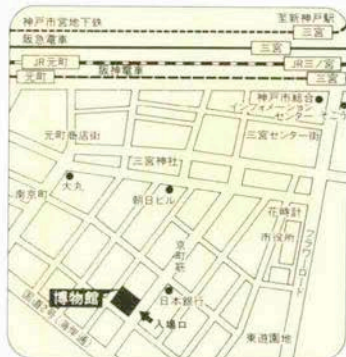 神戸市営地下鉄
至新神戸駅
三宮
阪急電車
三宮
JR元町
JR三ノ宮
阪神電車
元町
三宮
神戸市総合
インフォメーション
センター
そごう
元町商店街
三宮センター街
三宮神社
大丸
朝日ビル
南京町
花時計
市役所
京町筋
フラワーロード
博物館
日本銀行
入場口
国道2号(海岸通)
東遊園地